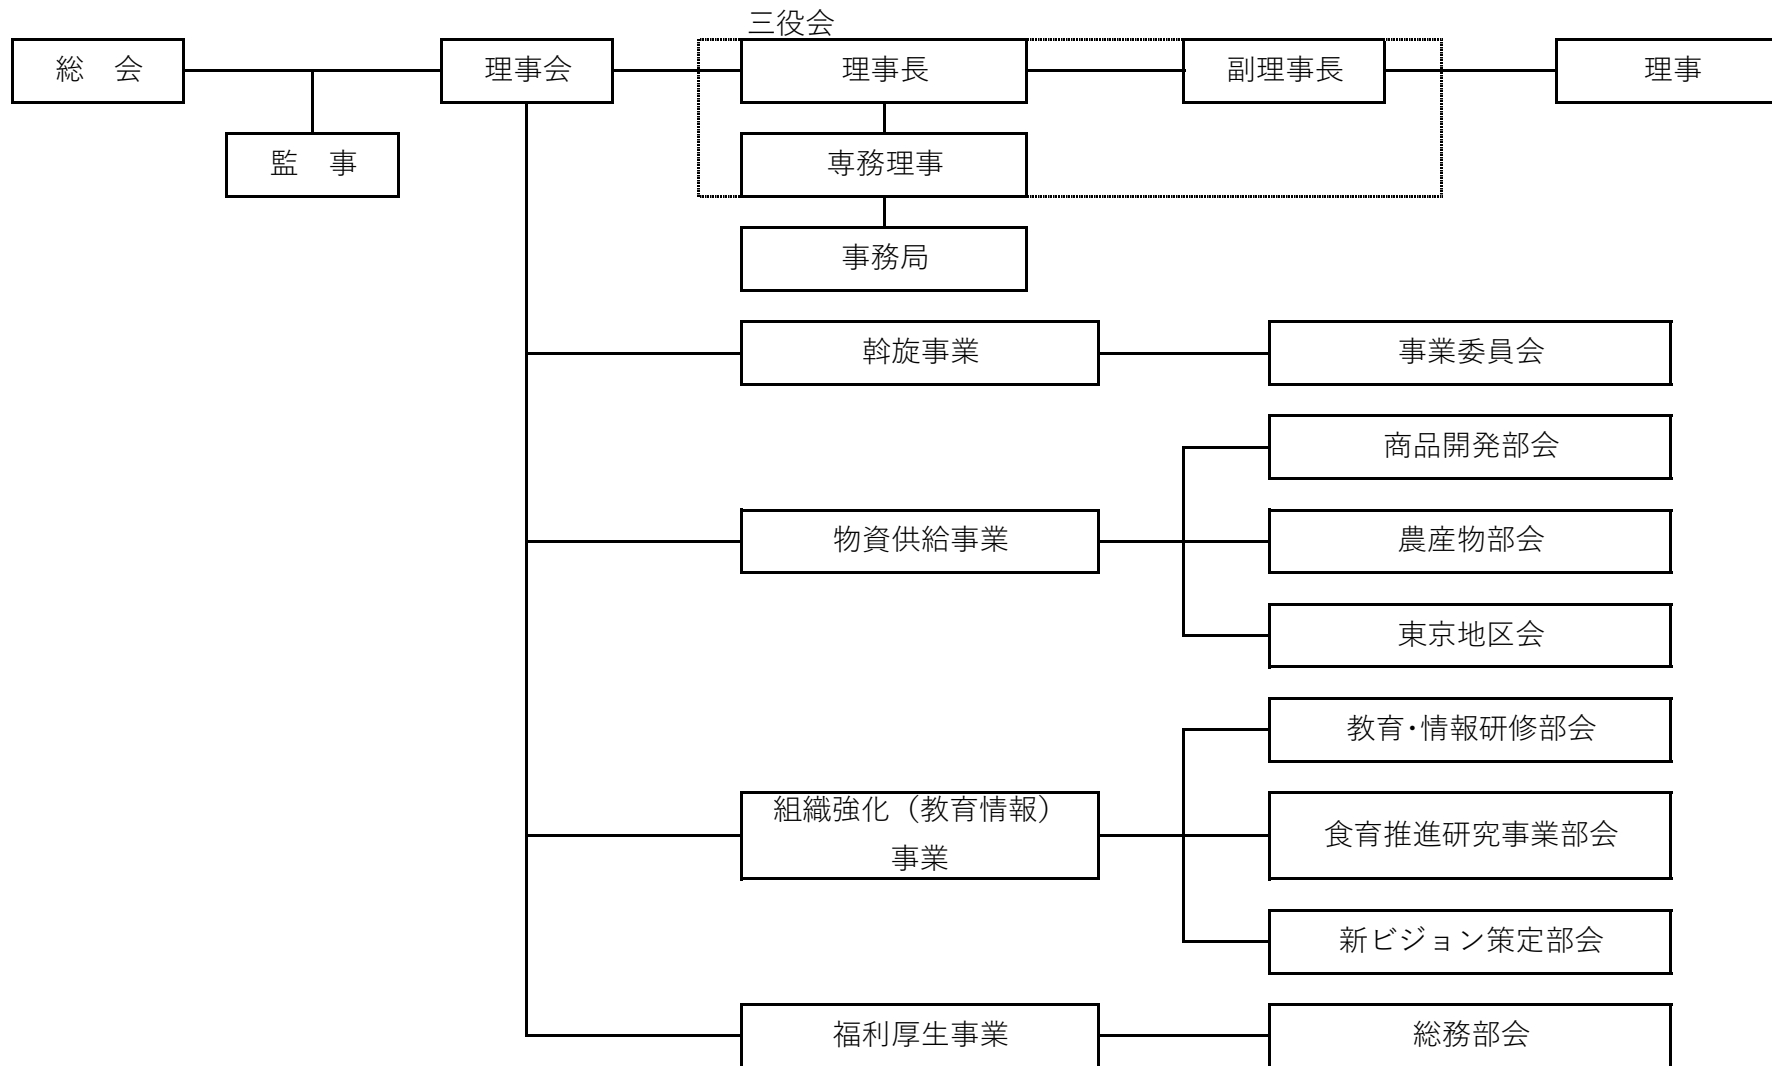 三役会
総　会
理事会
理事長
副理事長
理事
監　事
専務理事
事務局
斡旋事業
事業委員会
商品開発部会
物資供給事業
農産物部会
東京地区会
教育・情報研修部会
組織強化（教育情報）
事業
食育推進研究事業部会
新ビジョン策定部会
福利厚生事業
総務部会